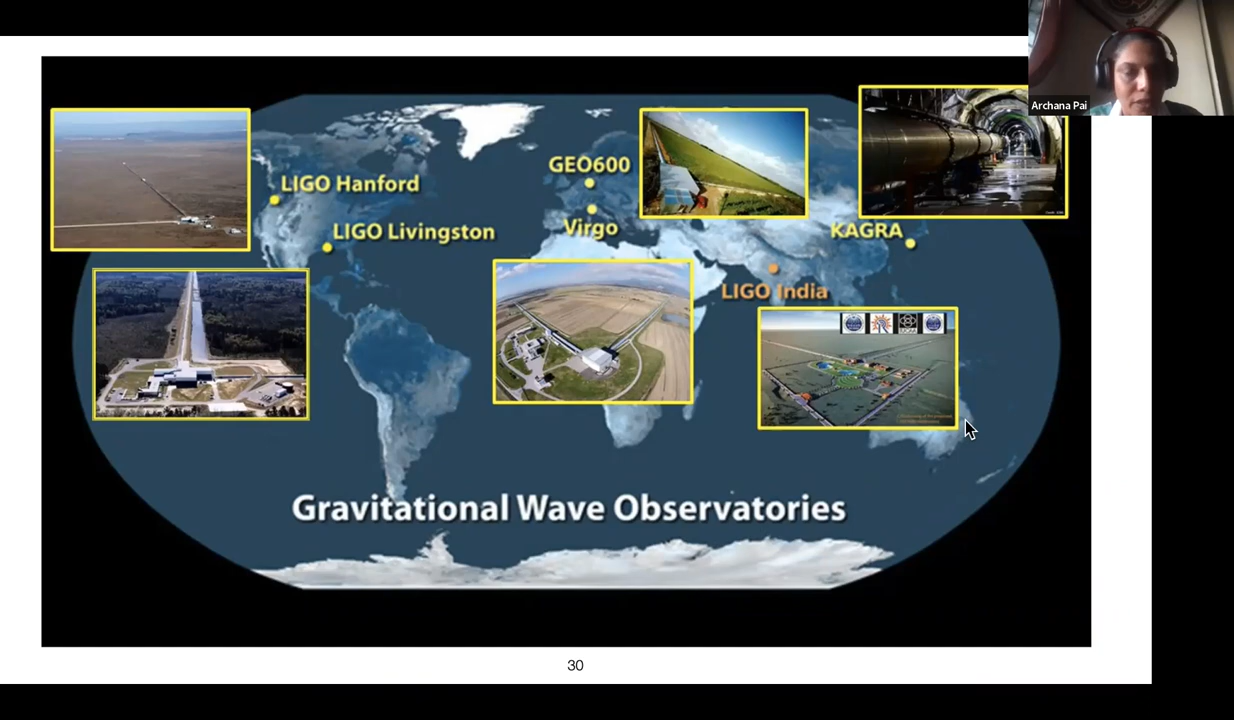 Archana Pai
GEO600
LIGO Hanford
Virgo
LIGO Livingston
KAGRA
LIGO India
Gravitational Wave Observatories
30